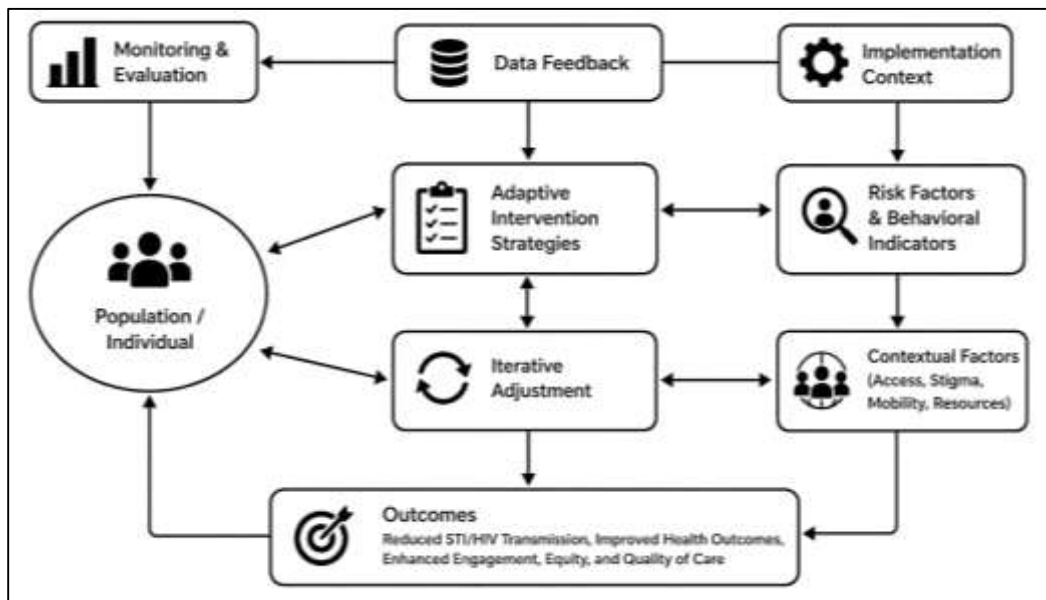 Monitoring &
Evaluation
Data Feedback
Implementation
Context
Adaptive
Intervention
Strategies
Risk Factors
& Behavioral
Indicators
Population /
Individual
Iterative
Adjustment
Contextual Factors
(Access, Stigma,
Mobility, Resources)
Outcomes
Reduced STI/HIV Transmission, Improved Health Outcomes,
Enhanced Engagement, Equity, and Quality of Care